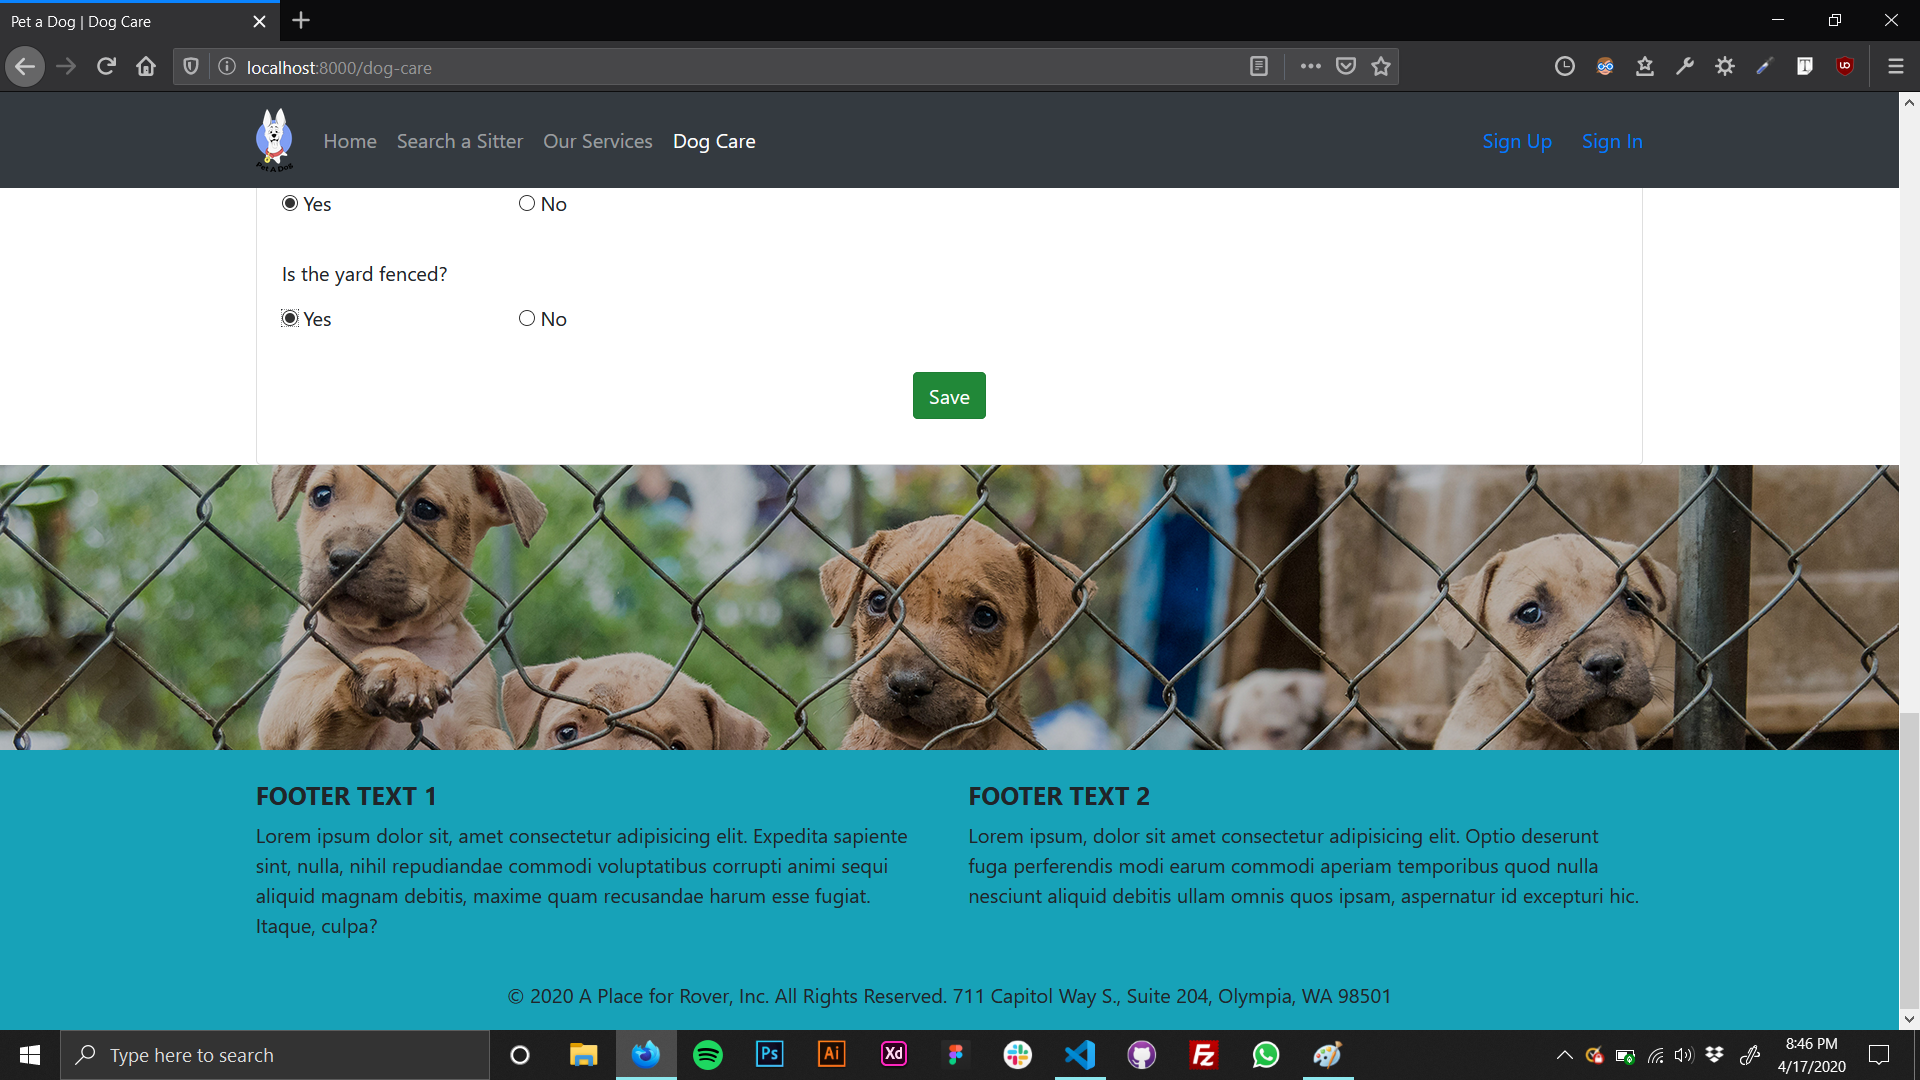 Pet a Dog | Dog Care
localhost:8000/dog-care
Pet A Dog
Home
Search a Sitter
Our Services
Dog Care
Sign Up
Sign In
Yes
No
Is the yard fenced?
Yes
No
Save
FOOTER TEXT 1
Lorem ipsum dolor sit, amet consectetur adipisicing elit. Expedita sapiente
sint, nulla, nihil repudiandae commodi voluptatibus corrupti animi sequi
aliquid magnam debitis, maxime quam recusandae harum esse fugiat.
Itaque, culpa?
FOOTER TEXT 2
Lorem ipsum, dolor sit amet consectetur adipisicing elit. Optio deserunt
fuga perferendis modi earum commodi aperiam temporibus quod nulla
nesciunt aliquid debitis ullam omnis quos ipsam, aspernatur id excepturi hic.
© 2020 A Place for Rover, Inc. All Rights Reserved. 711 Capitol Way S., Suite 204, Olympia, WA 98501
Type here to search
Ps
Ai
Xd
Fz
8:46 PM
4/17/2020